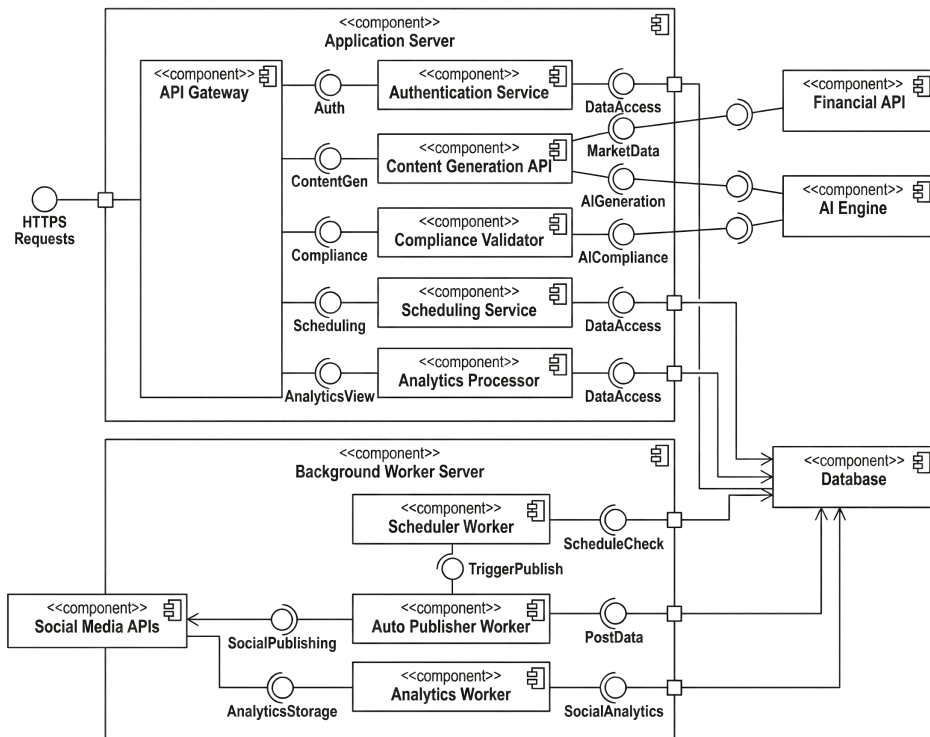 <<component>>
Application Server
<<component>>
API Gateway
Auth
<<component>>
Authentication Service
DataAccess
<<component>>
Financial API
ContentGen
<<component>>
Content Generation API
MarketData
AIGeneration
<<component>>
AI Engine
HTTPS
Requests
Compliance
<<component>>
Compliance Validator
AICompliance
Scheduling
<<component>>
Scheduling Service
DataAccess
AnalyticsView
<<component>>
Analytics Processor
DataAccess
<<component>>
Background Worker Server
<<component>>
Database
<<component>>
Scheduler Worker
ScheduleCheck
TriggerPublish
<<component>>
Social Media APIs
SocialPublishing
<<component>>
Auto Publisher Worker
PostData
AnalyticsStorage
<<component>>
Analytics Worker
SocialAnalytics